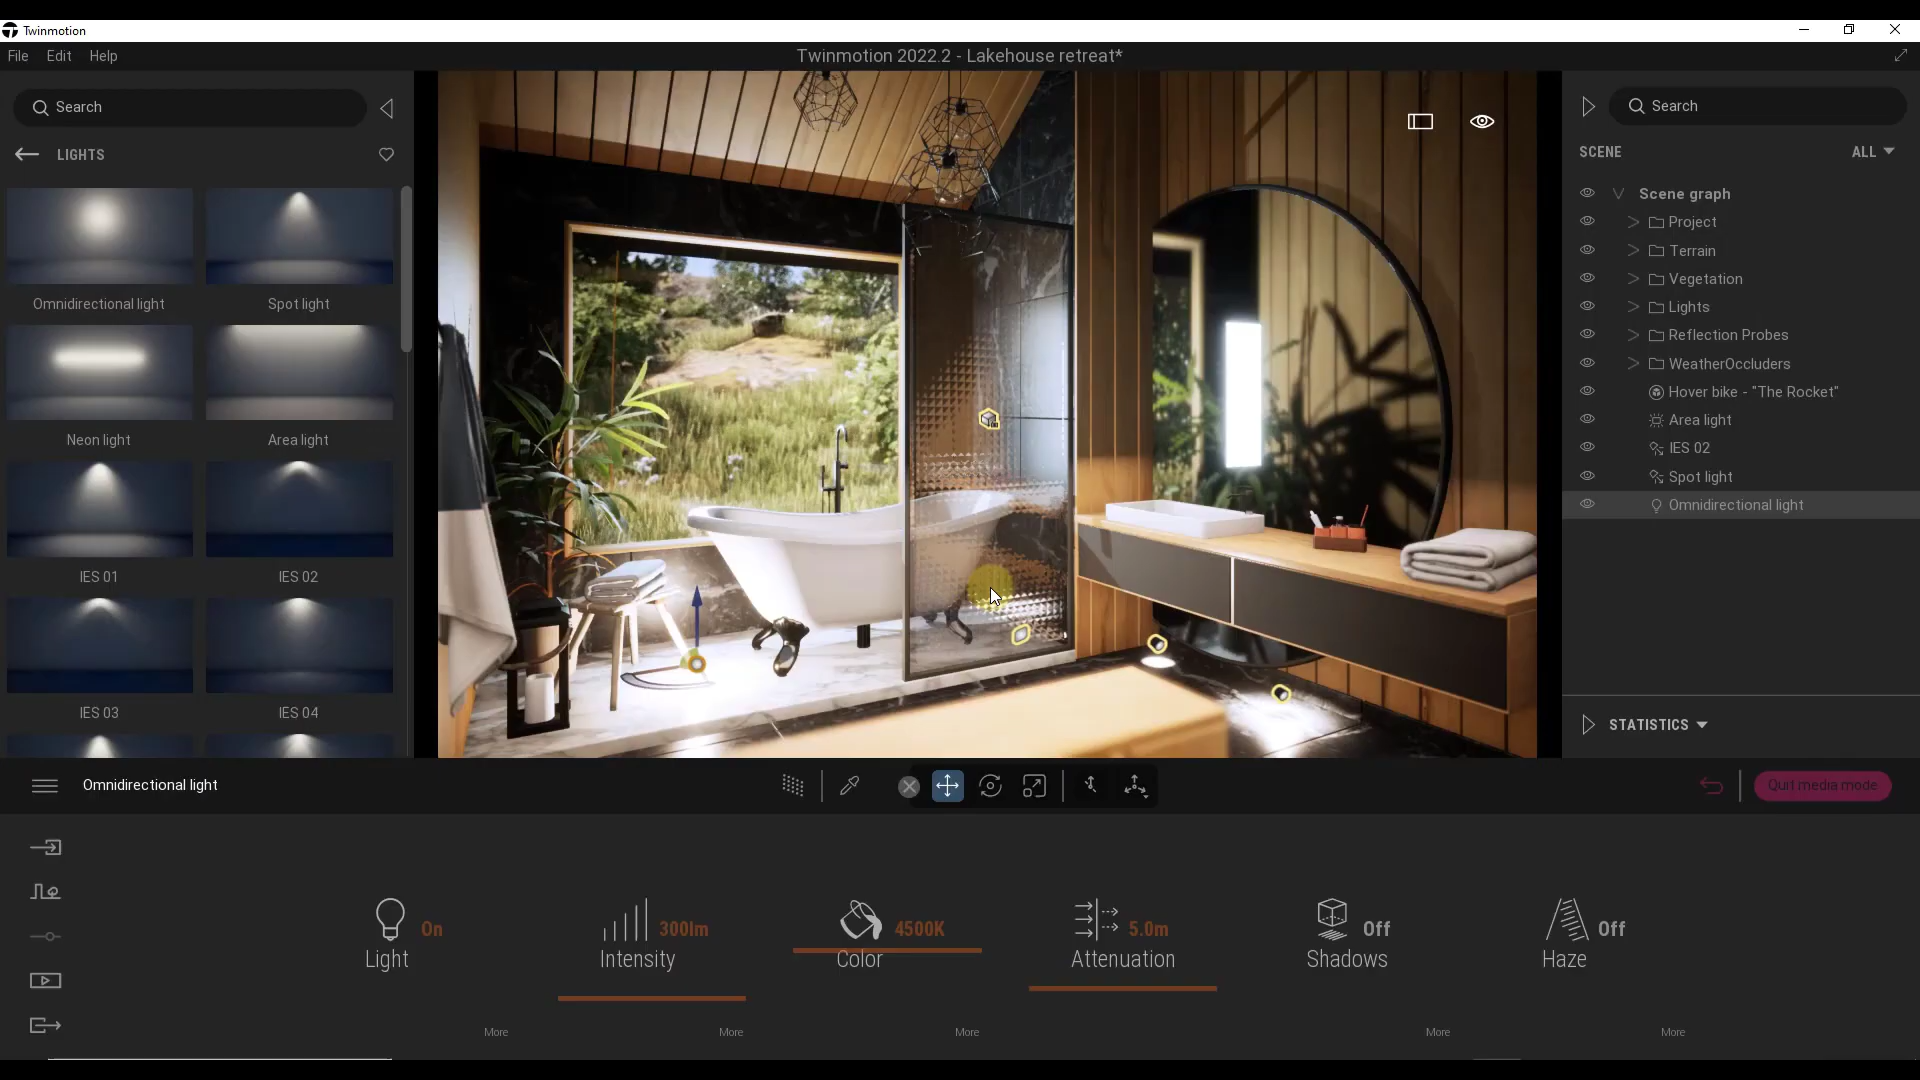 Twinmotion
File Edit Help
Twinmotion 2022.2 - Lakehouse retreat*
Search
LIGHTS
Omnidirectional light
Spot light
Neon light
Area light
IES 01
IES 02
IES 03
IES 04
Search
SCENE
ALL
Scene graph
Project
Terrain
Vegetation
Lights
Reflection Probes
WeatherOccluders
Hover bike - "The Rocket"
Area light
IES 02
Spot light
Omnidirectional light
STATISTICS
Omnidirectional light
Quit media mode
On
Light
More
300lm
Intensity
More
4500K
Color
More
5.0m
Attenuation
Off
Shadows
More
Off
Haze
More